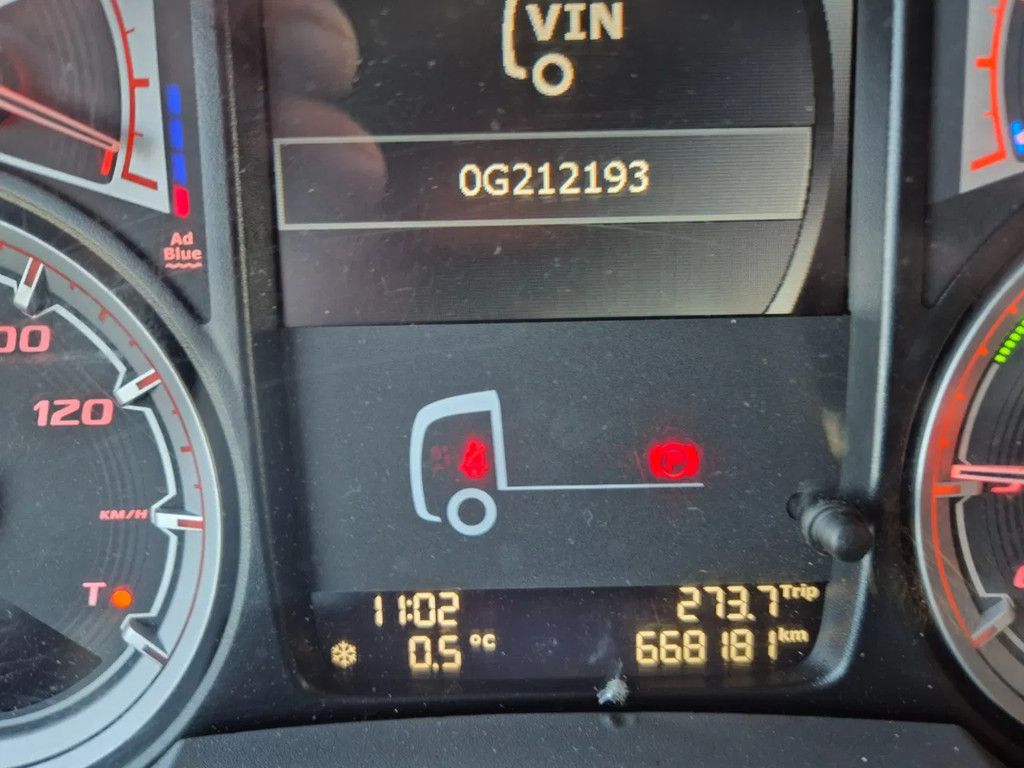 VIN
0G212193
Ad
Blue
00
120
KM/H
T
P
11:02
273.7 Trip
0.5 °C
668181 km